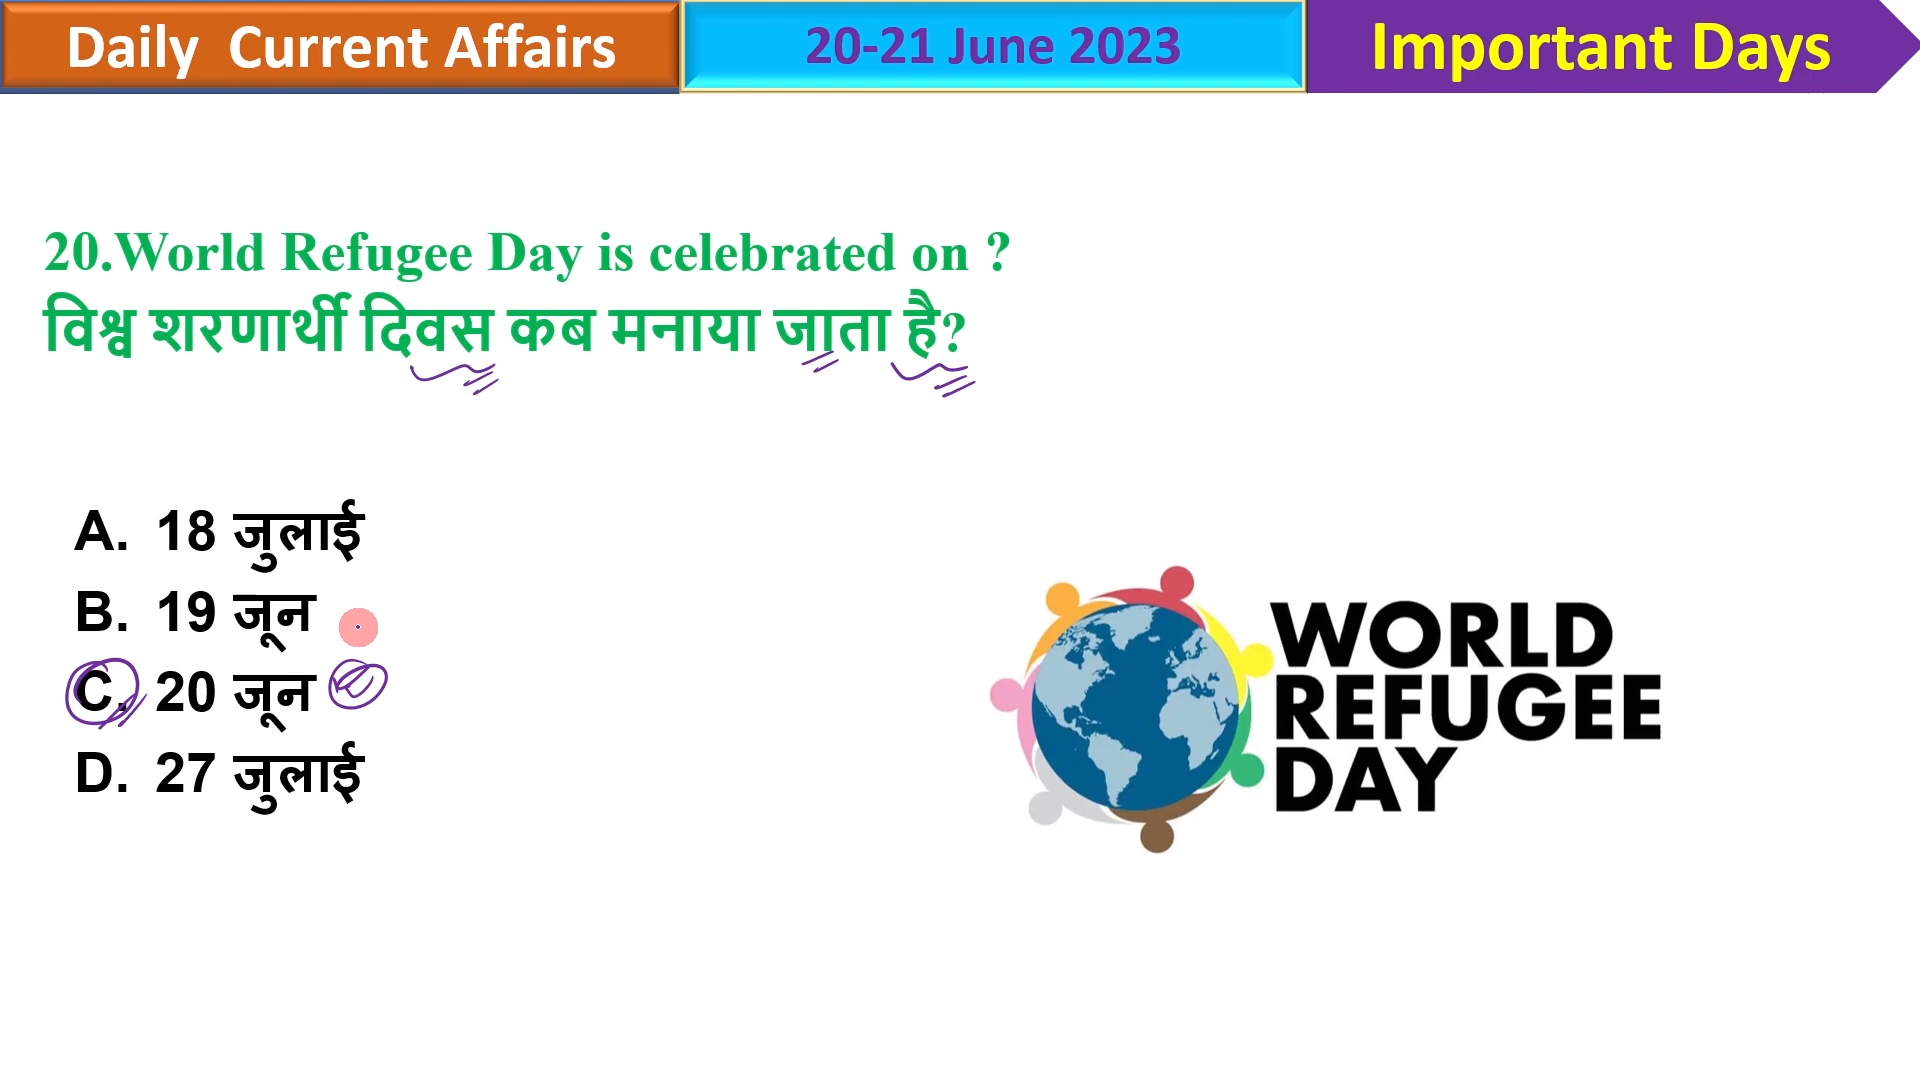 Daily Current Affairs
20-21 June 2023
Important Days
20.World Refugee Day is celebrated on ?
विश्व शरणार्थी दिवस कब मनाया जाता है?
A. 18 जुलाई
B. 19 जून
C. 20 जून
D. 27 जुलाई
WORLD
REFUGEE
DAY